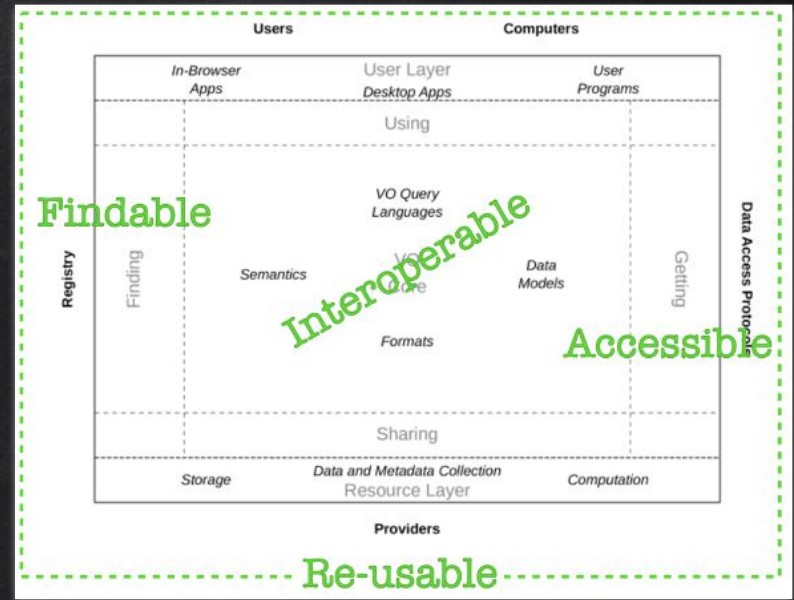 Users
Computers
In-Browser
Apps
User Layer
Desktop Apps
User
Programs
Using
Findable
VO Query
Languages
Interoperable
Registry
Finding
Semantics
VO
Core
Data
Models
Getting
Data Access Protocols
Formats
Accessible
Sharing
Storage
Data and Metadata Collection
Resource Layer
Computation
Providers
Re-usable